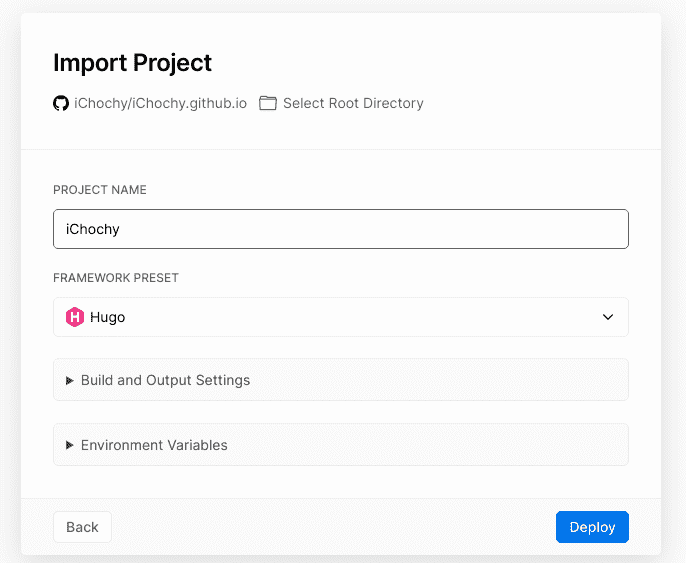 Import Project
iChochy/iChochy.github.io Select Root Directory
PROJECT NAME
iChochy
FRAMEWORK PRESET
H Hugo
Build and Output Settings
Environment Variables
Back Deploy